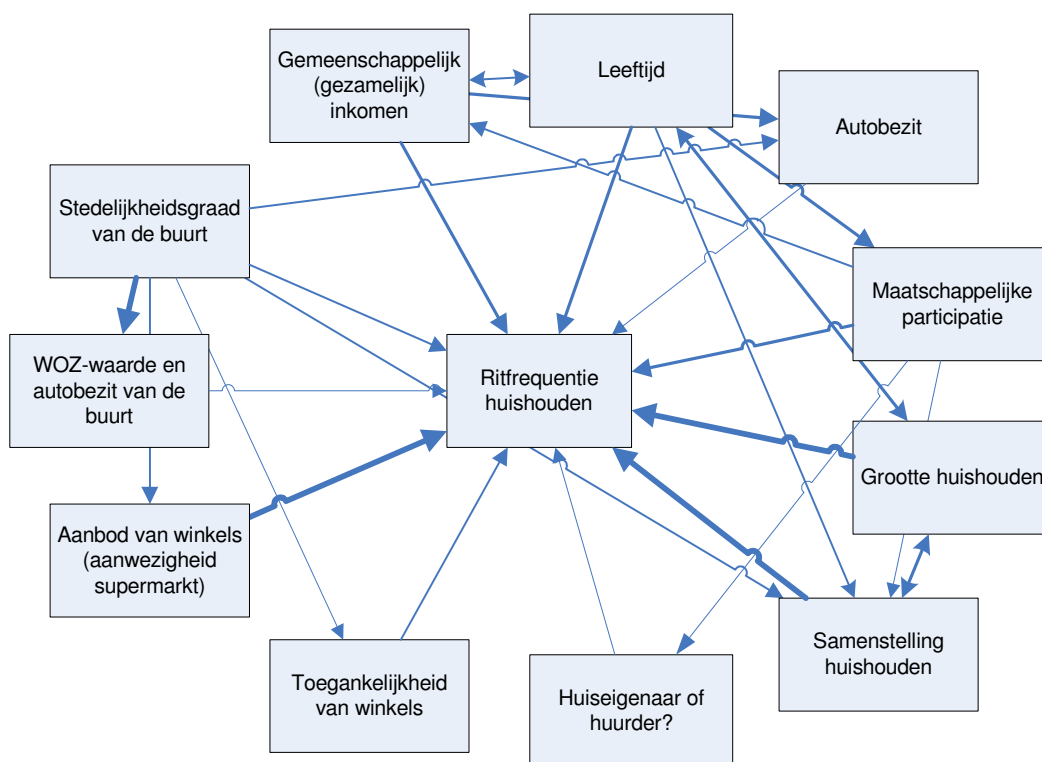 Gemeenschappelijk
(gezamelijk)
inkomen
Leeftijd
Autobezit
Stedelijkheidsgraad
van de buurt
Maatschappelijke
participatie
WOZ-waarde en
autobezit van de
buurt
Ritfrequentie
huishouden
Grootte huishouden
Aanbod van winkels
(aanwezigheid
supermarkt)
Samenstelling
huishouden
Toegankelijkheid
van winkels
Huiseigenaar of
huurder?